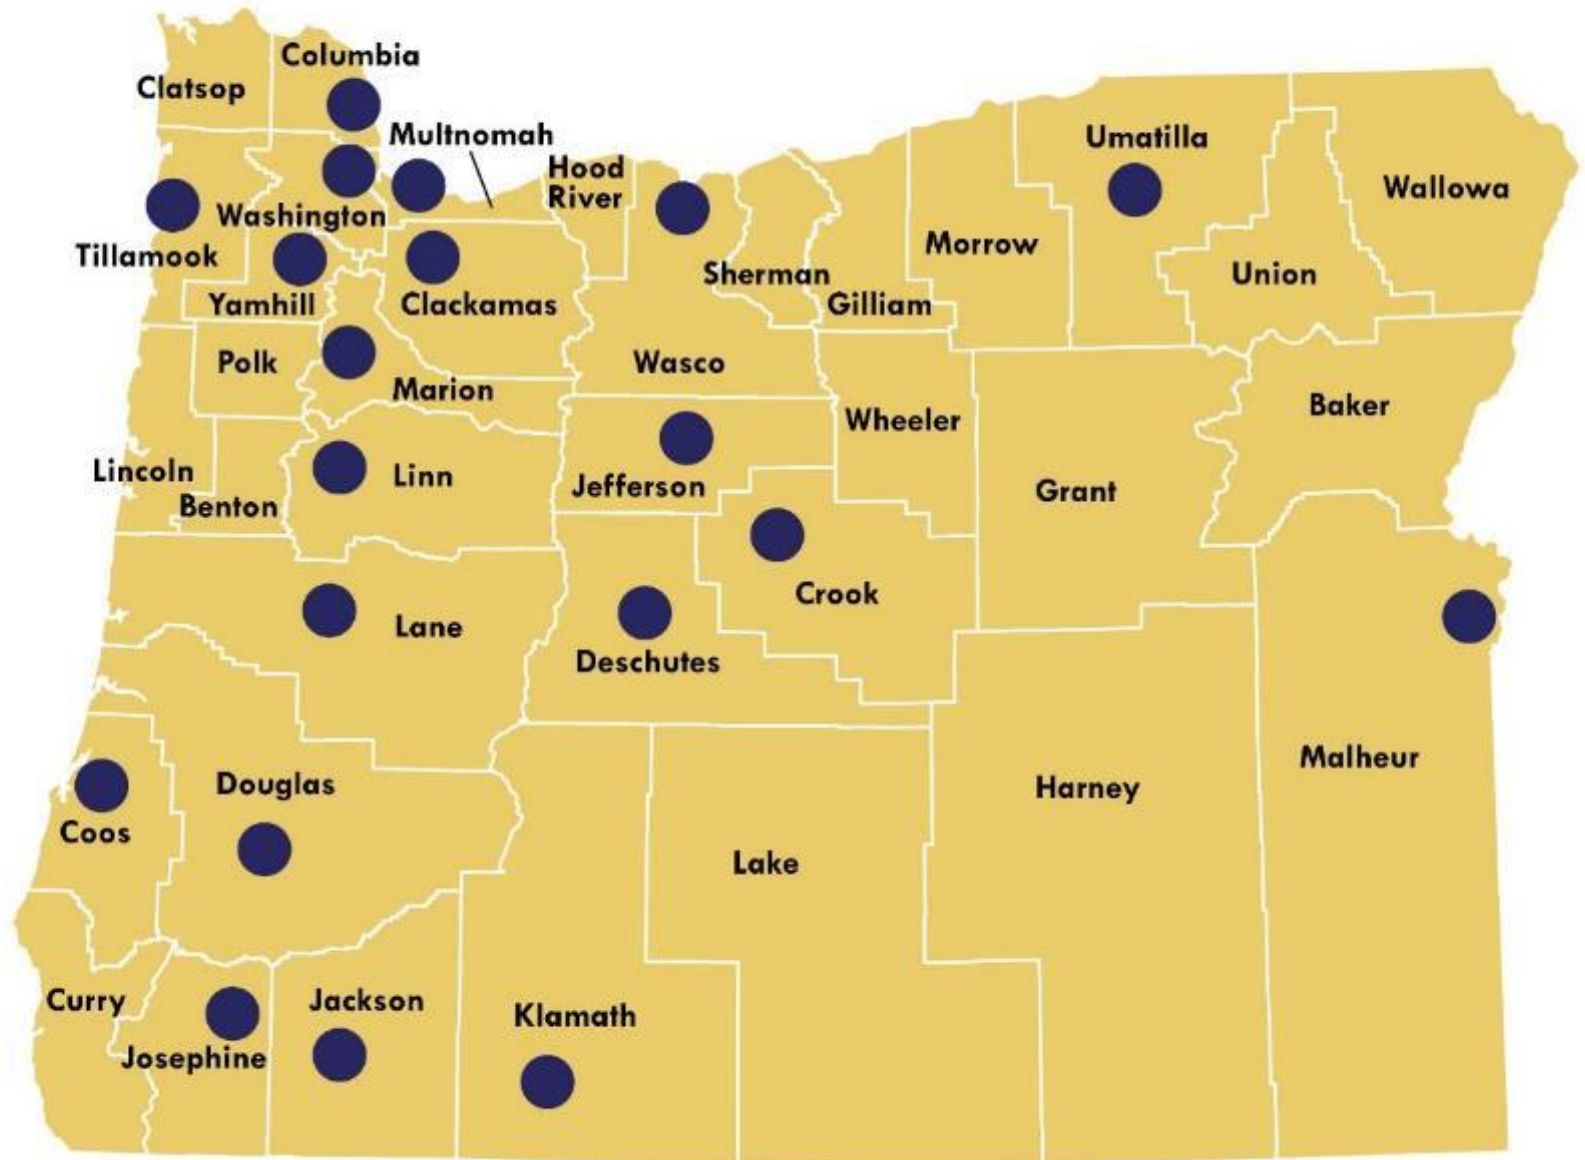 Columbia
Clatsop
Multnomah
Umatilla
Hood
River
Wallowa
Washington
Morrow
Tillamook
Sherman
Union
Yamhill
Clackamas
Gilliam
Polk
Wasco
Marion
Baker
Wheeler
Lincoln
Linn
Jefferson
Grant
Benton
Crook
Lane
Deschutes
Malheur
Douglas
Harney
Coos
Lake
Curry
Jackson
Klamath
Josephine